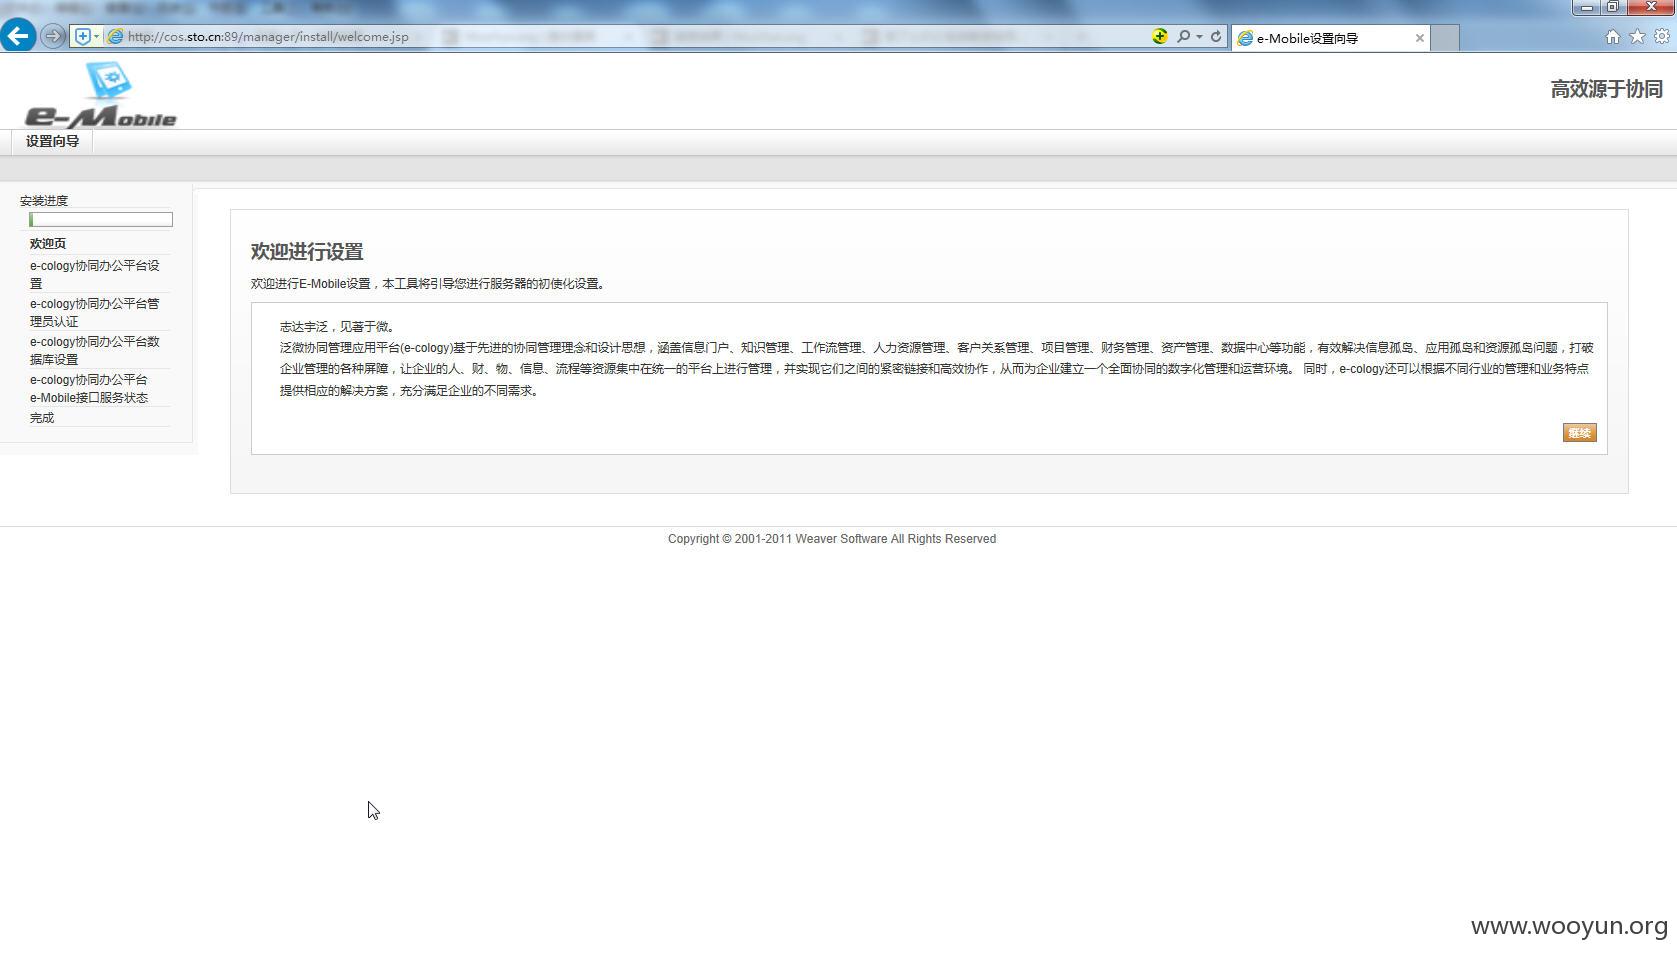 http://cos.sto.cn:89/manager/install/welcome.jsp
e-Mobile设置向导
e-Mobile
高效源于协同
设置向导
安装进度
欢迎页
e-cology协同办公平台设
置
e-cology协同办公平台管
理员认证
e-cology协同办公平台数
据库设置
e-cology协同办公平台
e-Mobile接口服务状态
完成
欢迎进行设置
欢迎进行E-Mobile设置，本工具将引导您进行服务器的初使化设置。
志达宇泛，见著于微。
泛微协同管理应用平台(e-cology)基于先进的协同管理理念和设计思想，涵盖信息门户、知识管理、工作流管理、人力资源管理、客户关系管理、项目管理、财务管理、资产管理、数据中心等功能，有效解决信息孤岛、应用孤岛和资源孤岛问题，打破
企业管理的各种屏障，让企业的人、财、物、信息、流程等资源集中在统一的平台上进行管理，并实现它们之间的紧密链接和高效协作，从而为企业建立一个全面协同的数字化管理和运营环境。 同时，e-cology还可以根据不同行业的管理和业务特点
提供相应的解决方案，充分满足企业的不同需求。
继续
Copyright © 2001-2011 Weaver Software All Rights Reserved
www.wooyun.org